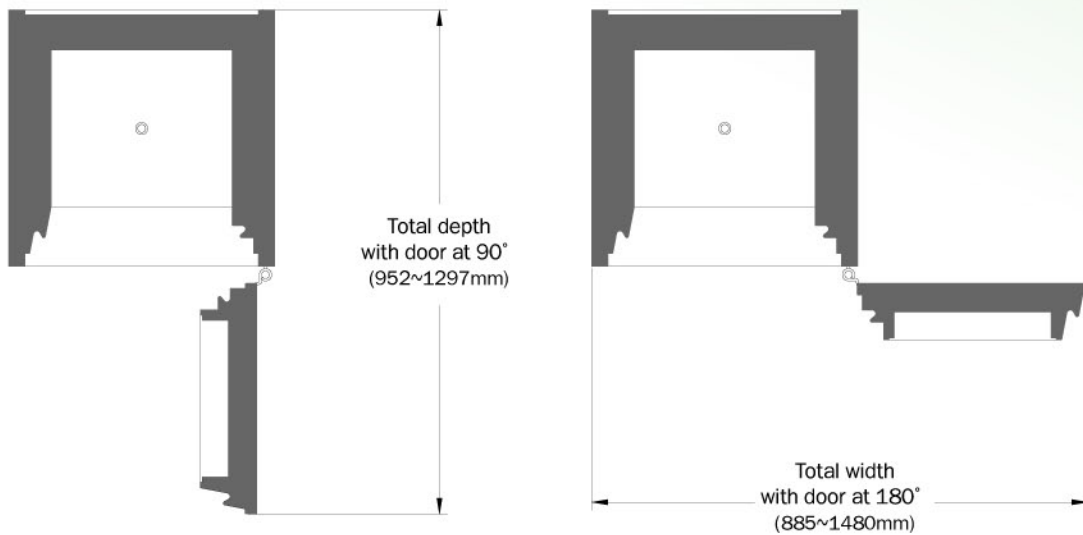 Total depth
with door at 90°
(952~1297mm)
Total width
with door at 180°
(885~1480mm)